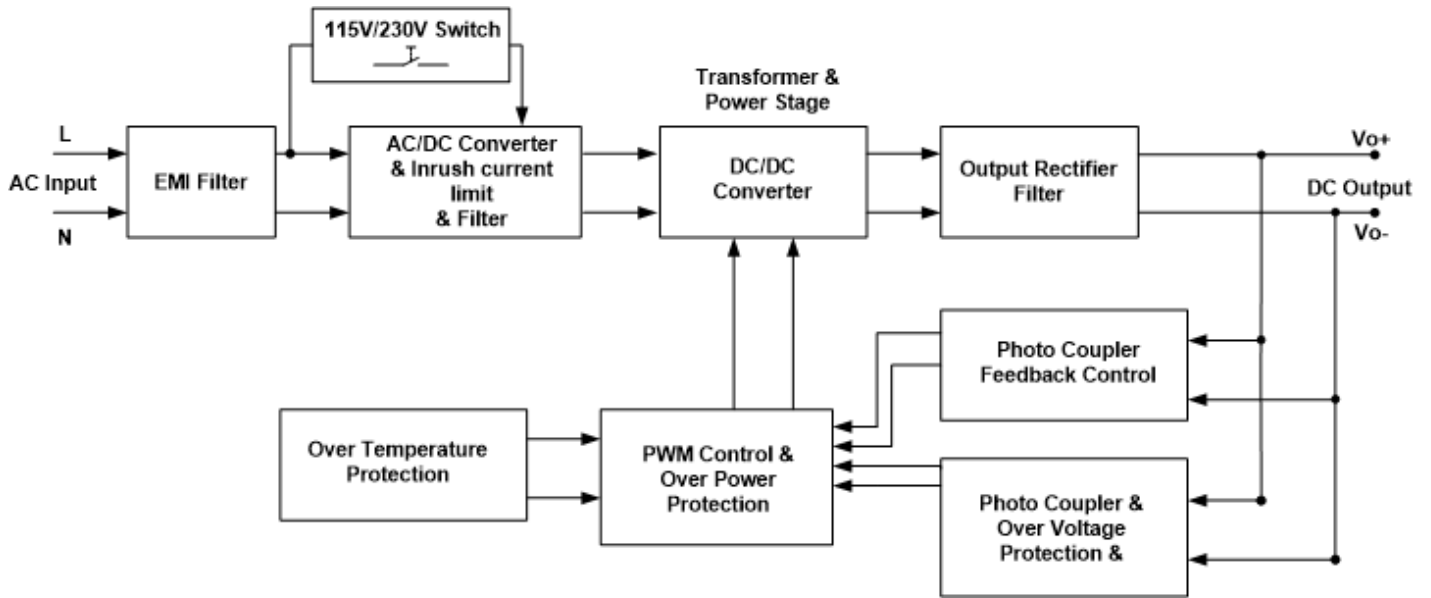 115V/230V Switch
Transformer &
Power Stage
L
AC Input
N
EMI Filter
AC/DC Converter
& Inrush current
limit
& Filter
DC/DC
Converter
Output Rectifier
Filter
Vo+
DC Output
Vo-
Photo Coupler
Feedback Control
Over Temperature
Protection
PWM Control &
Over Power
Protection
Photo Coupler &
Over Voltage
Protection &